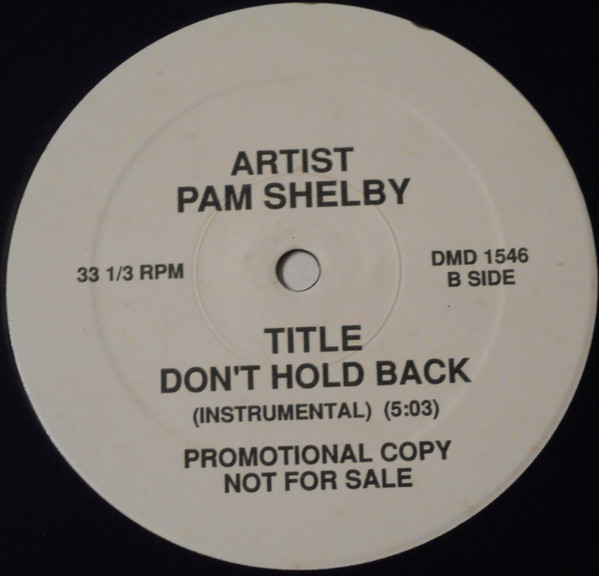 ARTIST
PAM SHELBY
33 1/3 RPM
DMD 1546
B SIDE
TITLE
DON'T HOLD BACK
(INSTRUMENTAL) (5:03)
PROMOTIONAL COPY
NOT FOR SALE